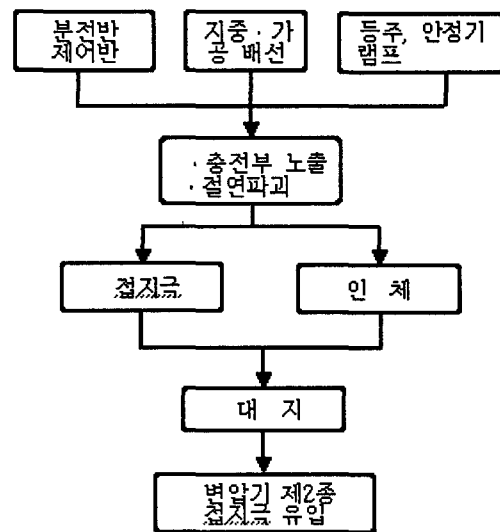 분전반
제어반
지중·가
공 배선
등주, 안정기
램프
· 충전부 노출
· 절연파괴
접지극
인 체
대 지
변압기 제2종
접지극 유입